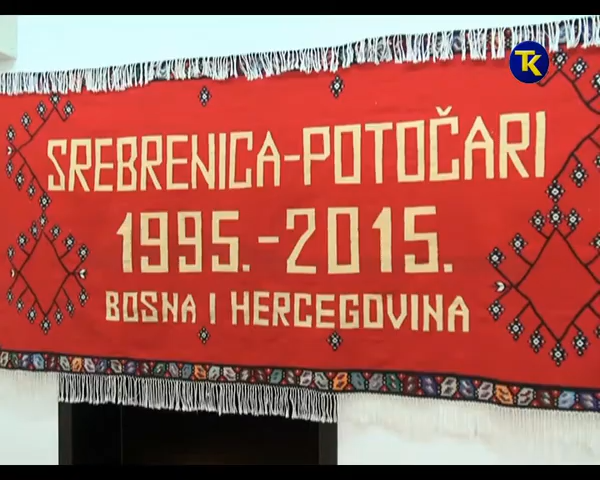 TK
SREBRENICA-POTOČARI
1995.-2015.
BOSNA I HERCEGOVINA